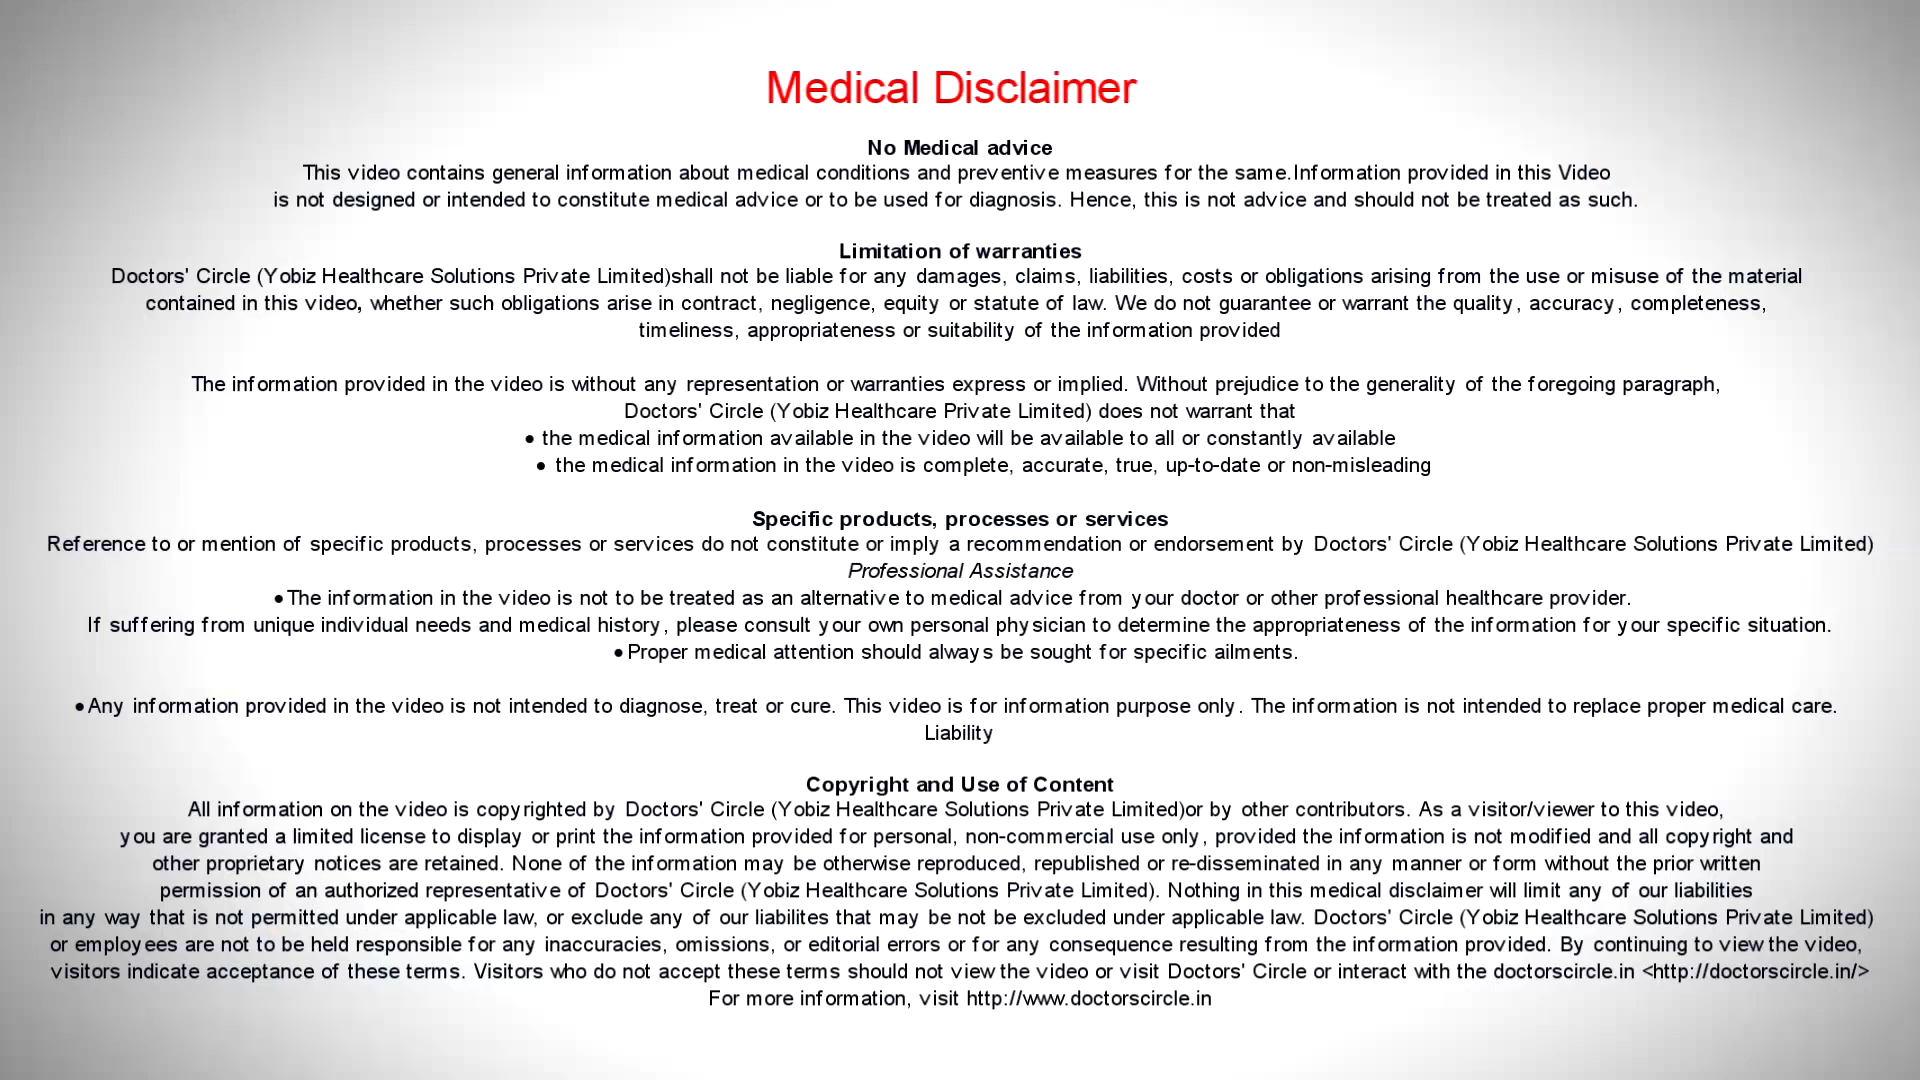 Medical Disclaimer
No Medical advice
This video contains general information about medical conditions and preventive measures for the same.Information provided in this Video
is not designed or intended to constitute medical advice or to be used for diagnosis. Hence, this is not advice and should not be treated as such.
Limitation of warranties
Doctors' Circle (Yobiz Healthcare Solutions Private Limited)shall not be liable for any damages, claims, liabilities, costs or obligations arising from the use or misuse of the material
contained in this video, whether such obligations arise in contract, negligence, equity or statute of law. We do not guarantee or warrant the quality, accuracy, completeness,
timeliness, appropriateness or suitability of the information provided
The information provided in the video is without any representation or warranties express or implied. Without prejudice to the generality of the foregoing paragraph,
Doctors' Circle (Yobiz Healthcare Private Limited) does not warrant that
• the medical information available in the video will be available to all or constantly available
• the medical information in the video is complete, accurate, true, up-to-date or non-misleading
Specific products, processes or services
Reference to or mention of specific products, processes or services do not constitute or imply a recommendation or endorsement by Doctors' Circle (Yobiz Healthcare Solutions Private Limited)
Professional Assistance
•The information in the video is not to be treated as an alternative to medical advice from your doctor or other professional healthcare provider.
If suffering from unique individual needs and medical history, please consult your own personal physician to determine the appropriateness of the information for your specific situation.
•Proper medical attention should always be sought for specific ailments.
•Any information provided in the video is not intended to diagnose, treat or cure. This video is for information purpose only. The information is not intended to replace proper medical care.
Liability
Copyright and Use of Content
All information on the video is copyrighted by Doctors' Circle (Yobiz Healthcare Solutions Private Limited)or by other contributors. As a visitor/viewer to this video,
you are granted a limited license to display or print the information provided for personal, non-commercial use only, provided the information is not modified and all copyright and
other proprietary notices are retained. None of the information may be otherwise reproduced, republished or re-disseminated in any manner or form without the prior written
permission of an authorized representative of Doctors' Circle (Yobiz Healthcare Solutions Private Limited). Nothing in this medical disclaimer will limit any of our liabilities
in any way that is not permitted under applicable law, or exclude any of our liabilites that may be not be excluded under applicable law. Doctors' Circle (Yobiz Healthcare Solutions Private Limited)
or employees are not to be held responsible for any inaccuracies, omissions, or editorial errors or for any consequence resulting from the information provided. By continuing to view the video,
visitors indicate acceptance of these terms. Visitors who do not accept these terms should not view the video or visit Doctors' Circle or interact with the doctorscircle.in <http://doctorscircle.in/>
For more information, visit http://www.doctorscircle.in